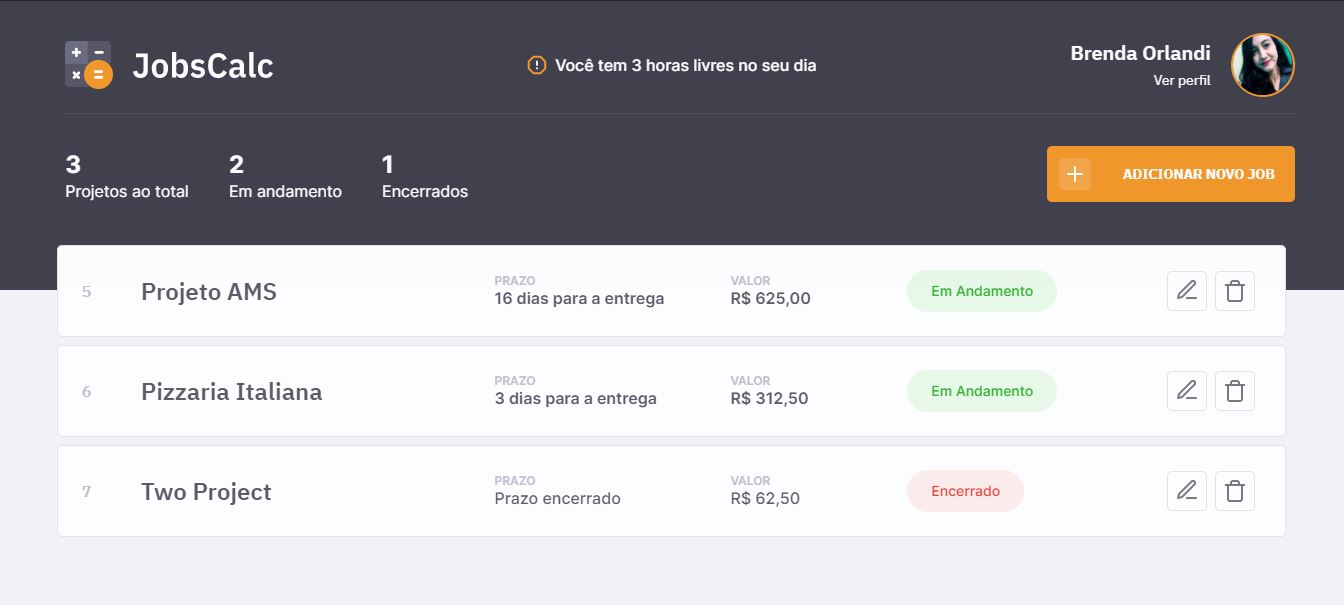 JobsCalc
Você tem 3 horas livres no seu dia
Brenda Orlandi
Ver perfil
3
Projetos ao total
2
Em andamento
1
Encerrados
ADICIONAR NOVO JOB
5
Projeto AMS
PRAZO
16 dias para a entrega
VALOR
R$ 625,00
Em Andamento
6
Pizzaria Italiana
PRAZO
3 dias para a entrega
VALOR
R$ 312,50
Em Andamento
7
Two Project
PRAZO
Prazo encerrado
VALOR
R$ 62,50
Encerrado